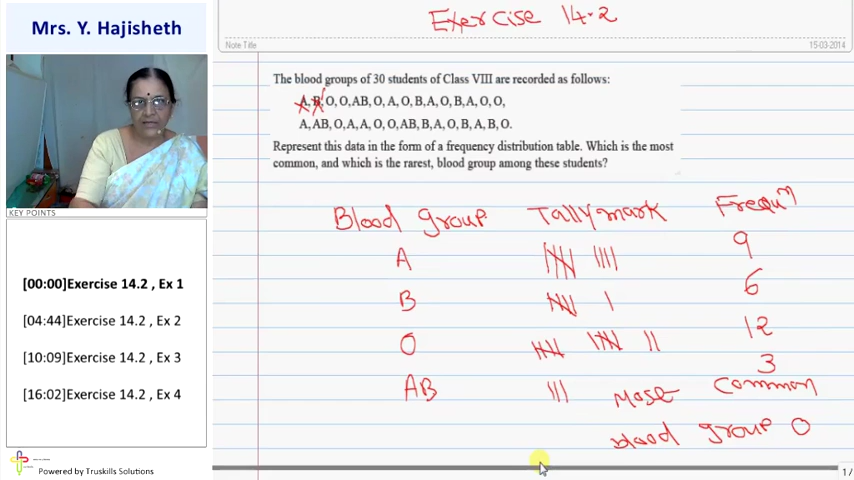 Mrs. Y. Hajisheth
KEY POINTS
[00:00]Exercise 14.2 , Ex 1
[04:44]Exercise 14.2 , Ex 2
[10:09]Exercise 14.2 , Ex 3
[16:02]Exercise 14.2 , Ex 4
Powered by Truskills Solutions
Exercise 14.2
Note Title
15-03-2014
The blood groups of 30 students of Class VIII are recorded as follows:
A, B, O, O, AB, O, A, O, B, A, O, B, A, O, O,
A, AB, O, A, A, O, O, AB, B, A, O, B, A, B, O.
Represent this data in the form of a frequency distribution table. Which is the most
common, and which is the rarest, blood group among these students?
Blood group Tallymark Frequn
A 9
B 6
O 12
AB 3
Most Common
blood group O
1/